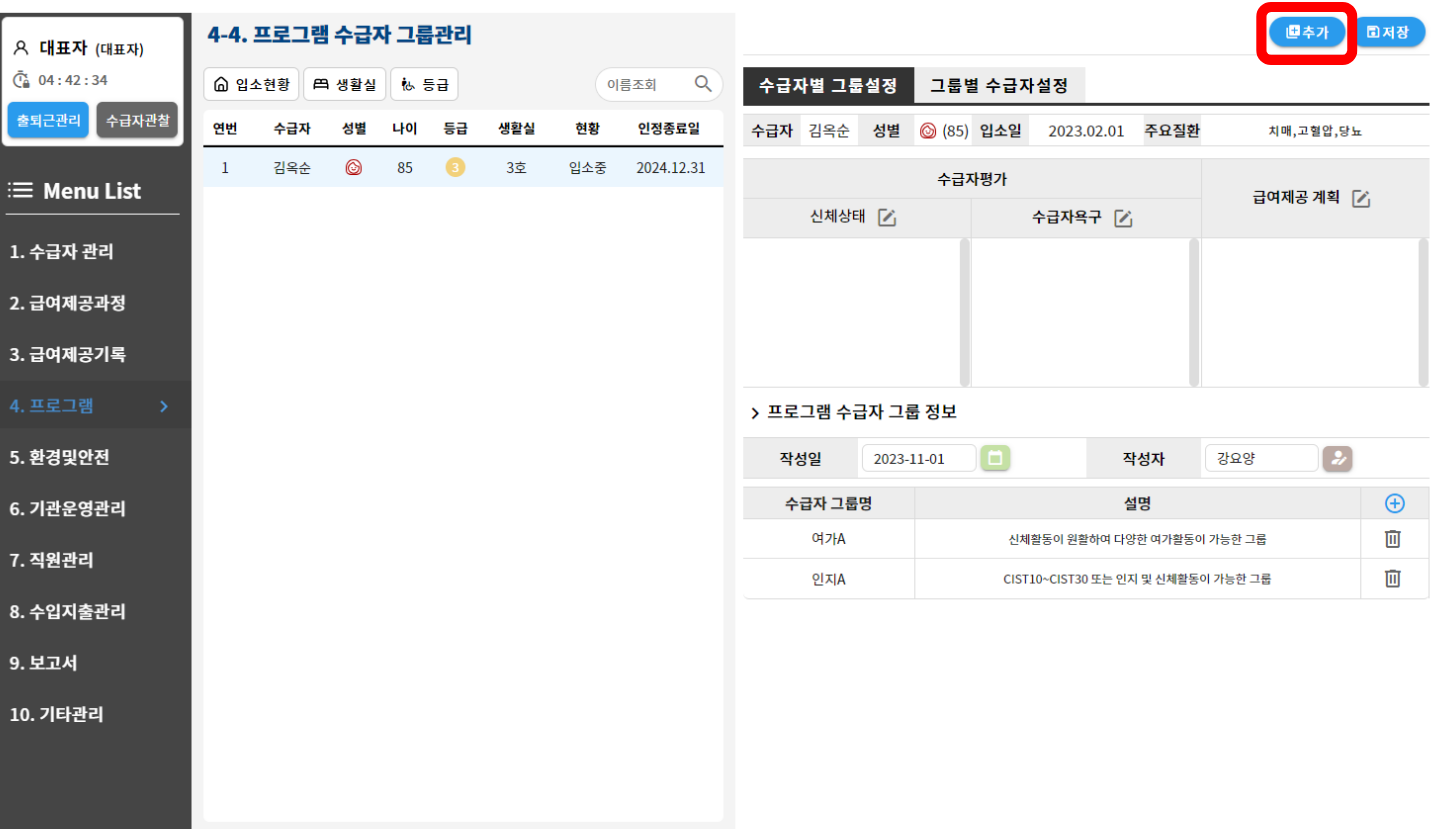 대표자 (대표자)
04 : 42 : 34
출퇴근관리 수급자관찰
Menu List
1. 수급자 관리
2. 급여제공과정
3. 급여제공기록
4. 프로그램
5. 환경및안전
6. 기관운영관리
7. 직원관리
8. 수입지출관리
9. 보고서
10. 기타관리
4-4. 프로그램 수급자 그룹관리
입소현황 생활실 등급 이름조회
연번 수급자 성별 나이 등급 생활실 현황 인정종료일
1 김옥순 85 3 3호 입소중 2024.12.31
추가 저장
수급자별 그룹설정 그룹별 수급자설정
수급자 김옥순 성별 (85) 입소일 2023.02.01 주요질환 치매,고혈압,당뇨
수급자평가 급여제공 계획
신체상태 수급자욕구
프로그램 수급자 그룹 정보
작성일 2023-11-01 작성자 강요양
수급자 그룹명 설명
여가A 신체활동이 원활하여 다양한 여가활동이 가능한 그룹
인지A CIST10~CIST30 또는 인지 및 신체활동이 가능한 그룹